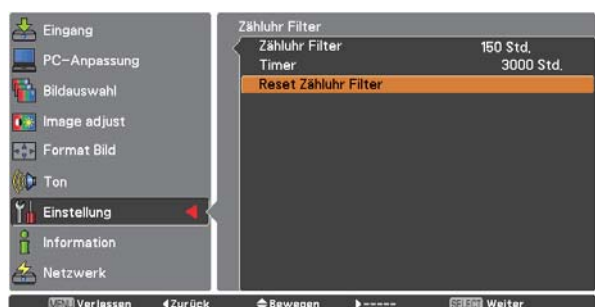 Eingang
PC-Anpassung
Bildauswahl
Image adjust
Format Bild
Ton
Einstellung
Information
Netzwerk
Zähluhr Filter
Zähluhr Filter 150 Std.
Timer 3000 Std.
Reset Zähluhr Filter
MENU Verlassen Zurück Bewegen ----- SELECT Weiter